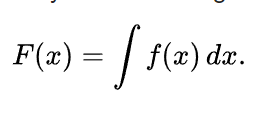 F(x) = ∫ f(x) dx.